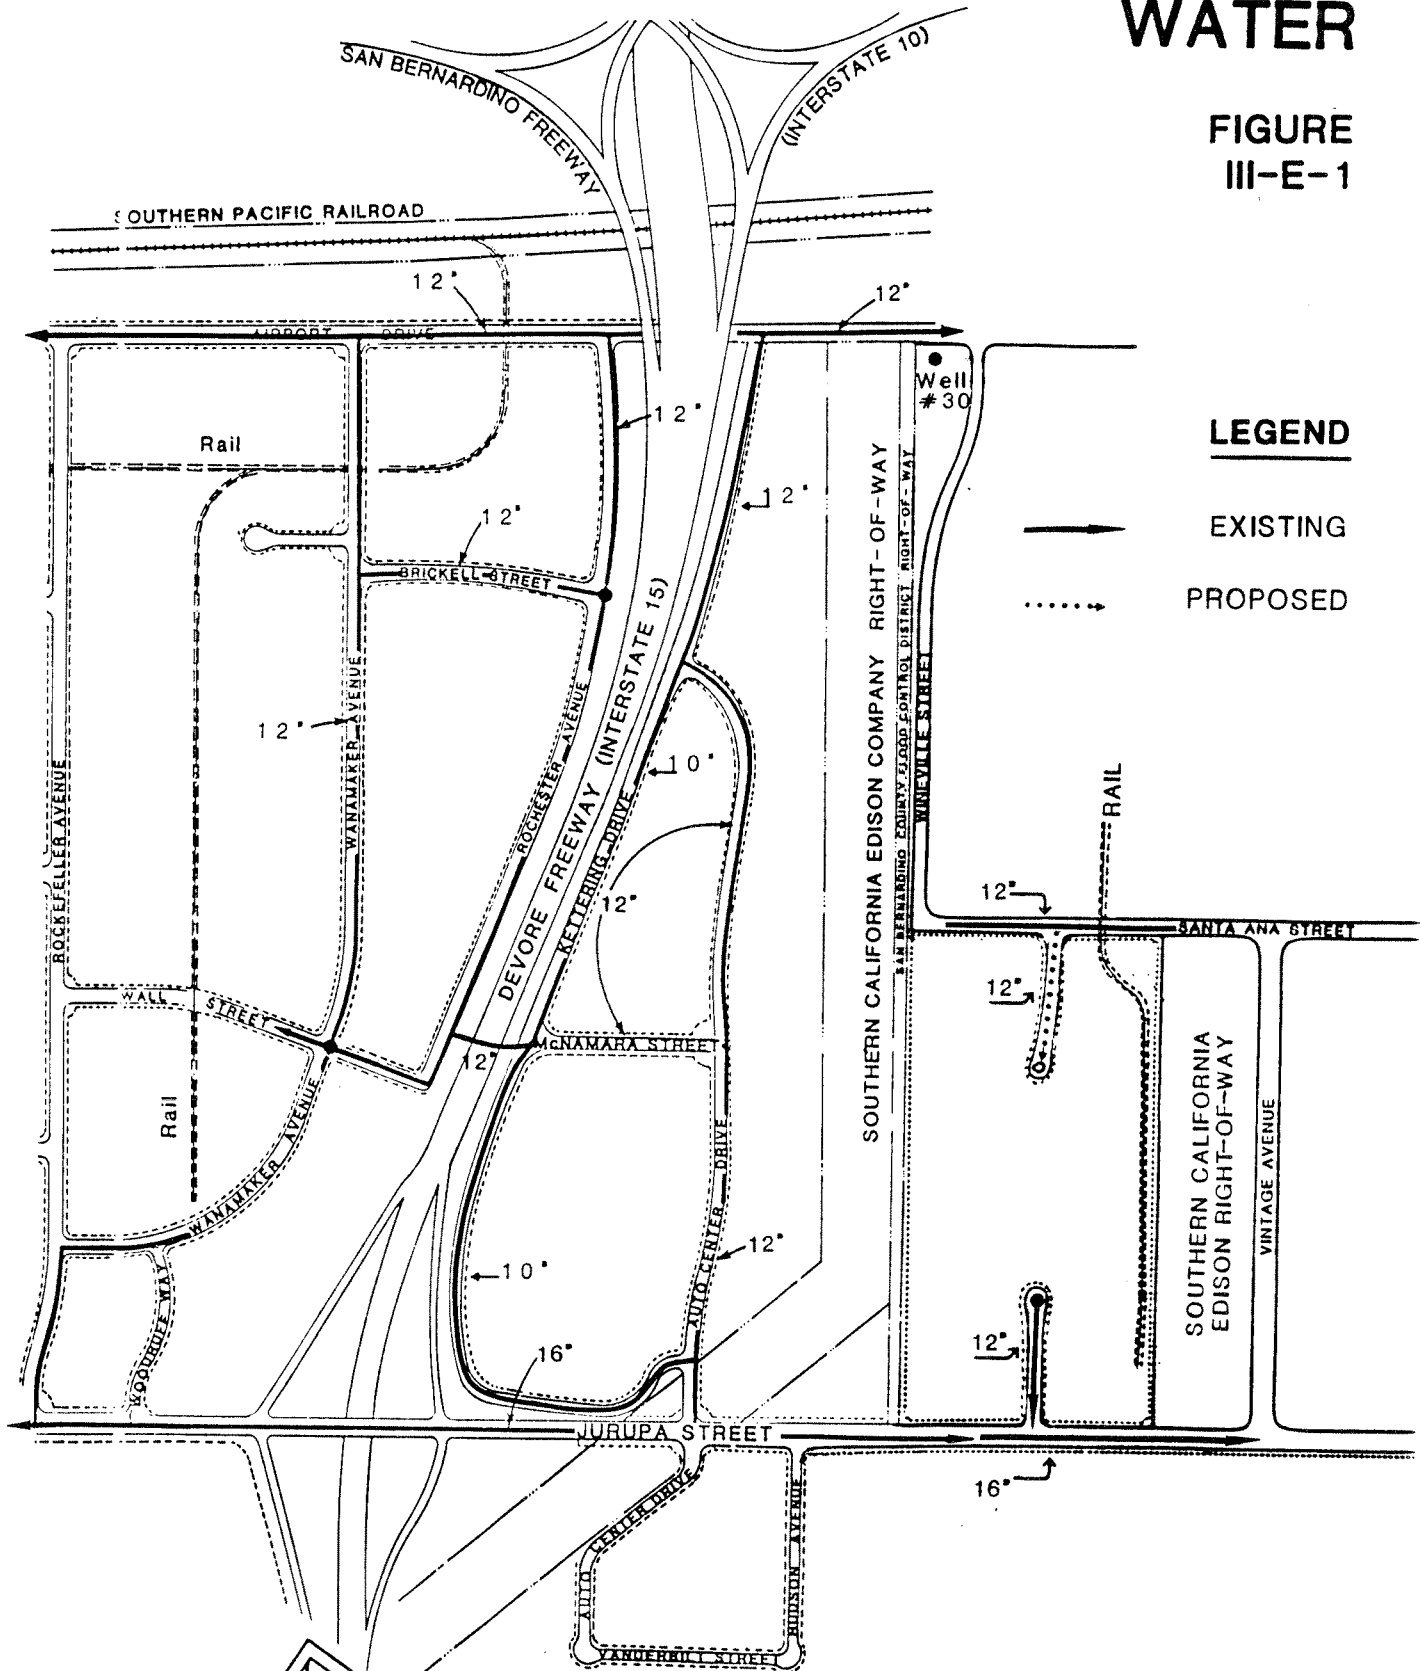 WATER
FIGURE
III-E-1
SAN BERNARDINO FREEWAY
(INTERSTATE 10)
SOUTHERN PACIFIC RAILROAD
12"
12"
AIRPORT DRIVE
Well
#30
12"
LEGEND
Rail
12"
12"
EXISTING
BRICKELL STREET
PROPOSED
SOUTHERN CALIFORNIA EDISON COMPANY RIGHT-OF-WAY
SAN BERNARDINO COUNTY FLOOD CONTROL DISTRICT RIGHT-OF-WAY
WINEVILLE STREET
12"
WANAMAKER AVENUE
ROCHESTER AVENUE
DEVORE FREEWAY (INTERSTATE 15)
10"
KETTERING DRIVE
RAIL
ROCKEFELLER AVENUE
12"
12"
SANTA ANA STREET
WALL STREET
12"
McNAMARA STREET
12"
Rail
WANAMAKER AVENUE
AUTO CENTER DRIVE
SOUTHERN CALIFORNIA
EDISON RIGHT-OF-WAY
VINTAGE AVENUE
12"
10"
WOODRUFF WAY
16"
12"
JURUPA STREET
16"
AUTO CENTER DRIVE
HUDSON AVENUE
VANDERBILT STREET